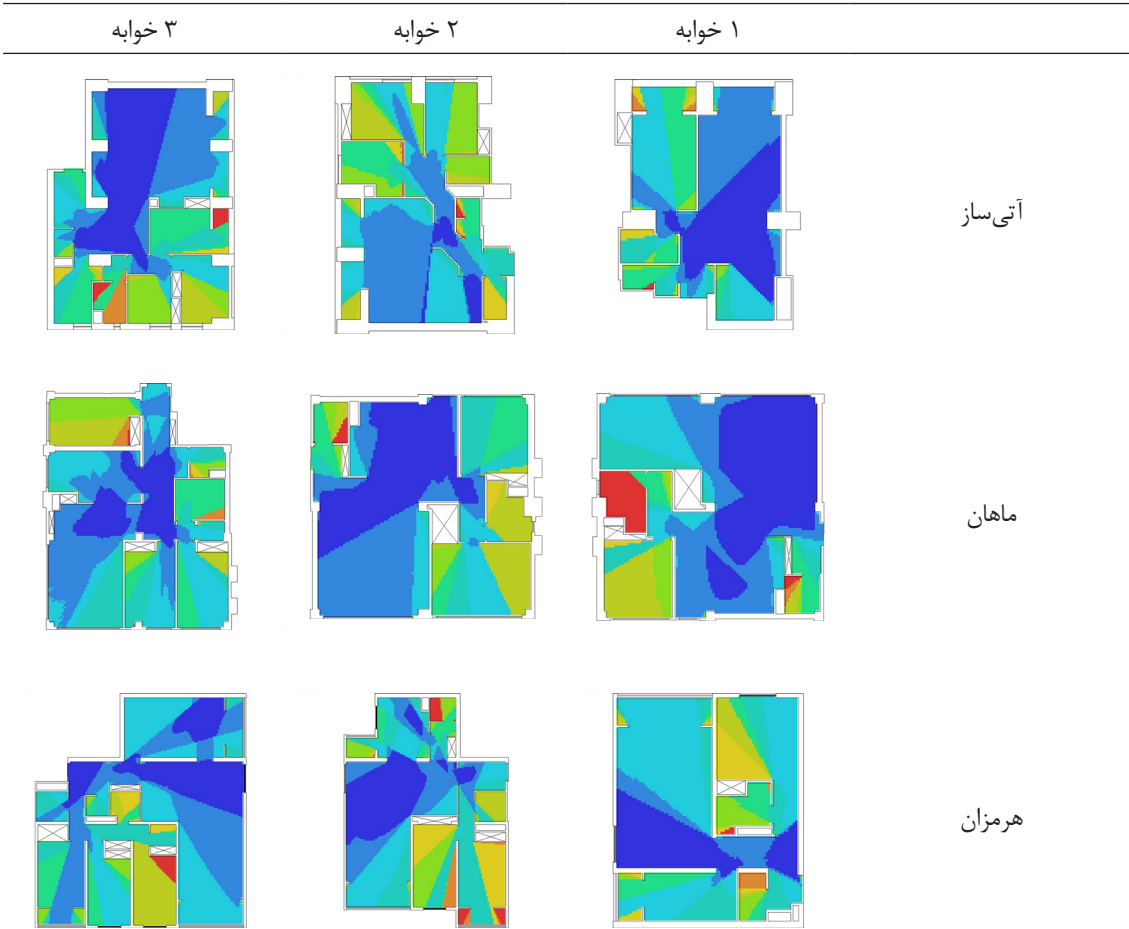 ۱ خوابه
۲ خوابه
۳ خوابه
آتی‌ساز
ماهان
هرمزان